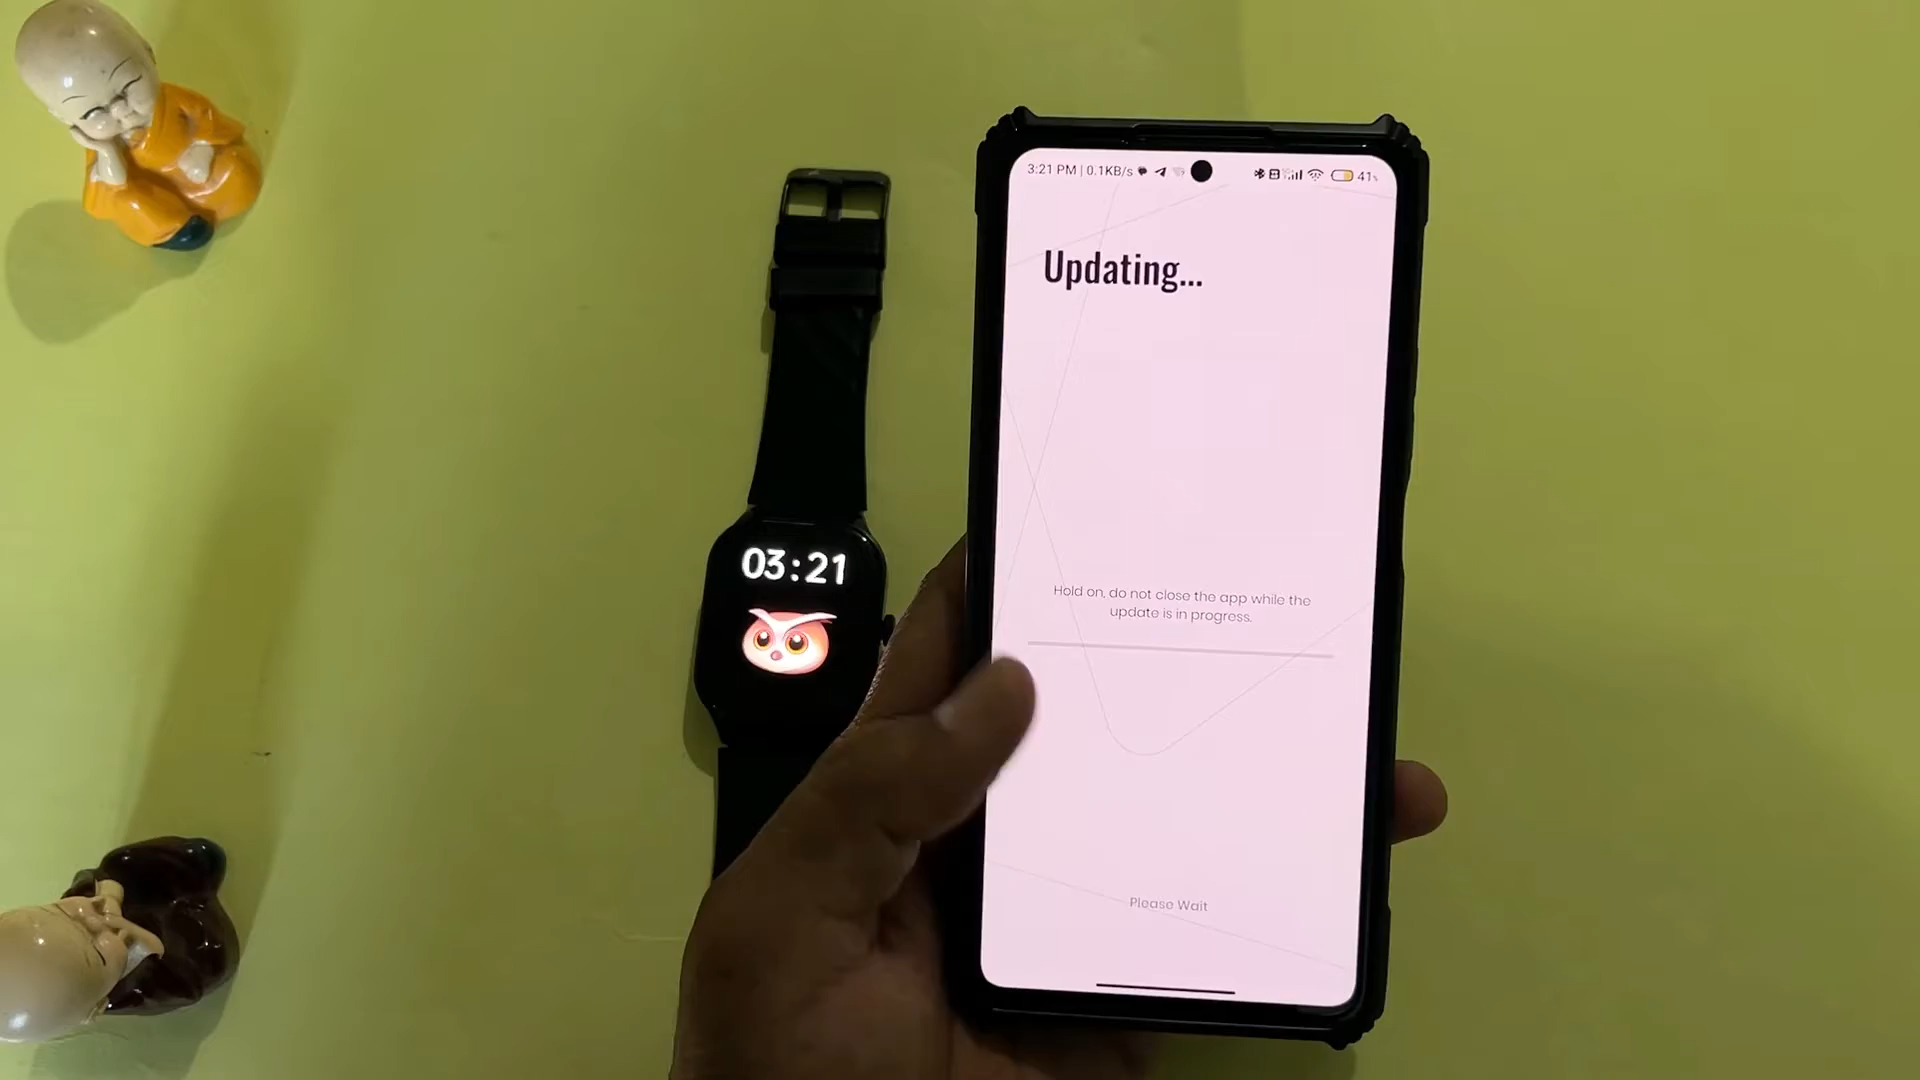 3:21 PM | 0.1KB/s
41%
Updating...
03:21
Hold on, do not close the app while the
update is in progress.
Please Wait